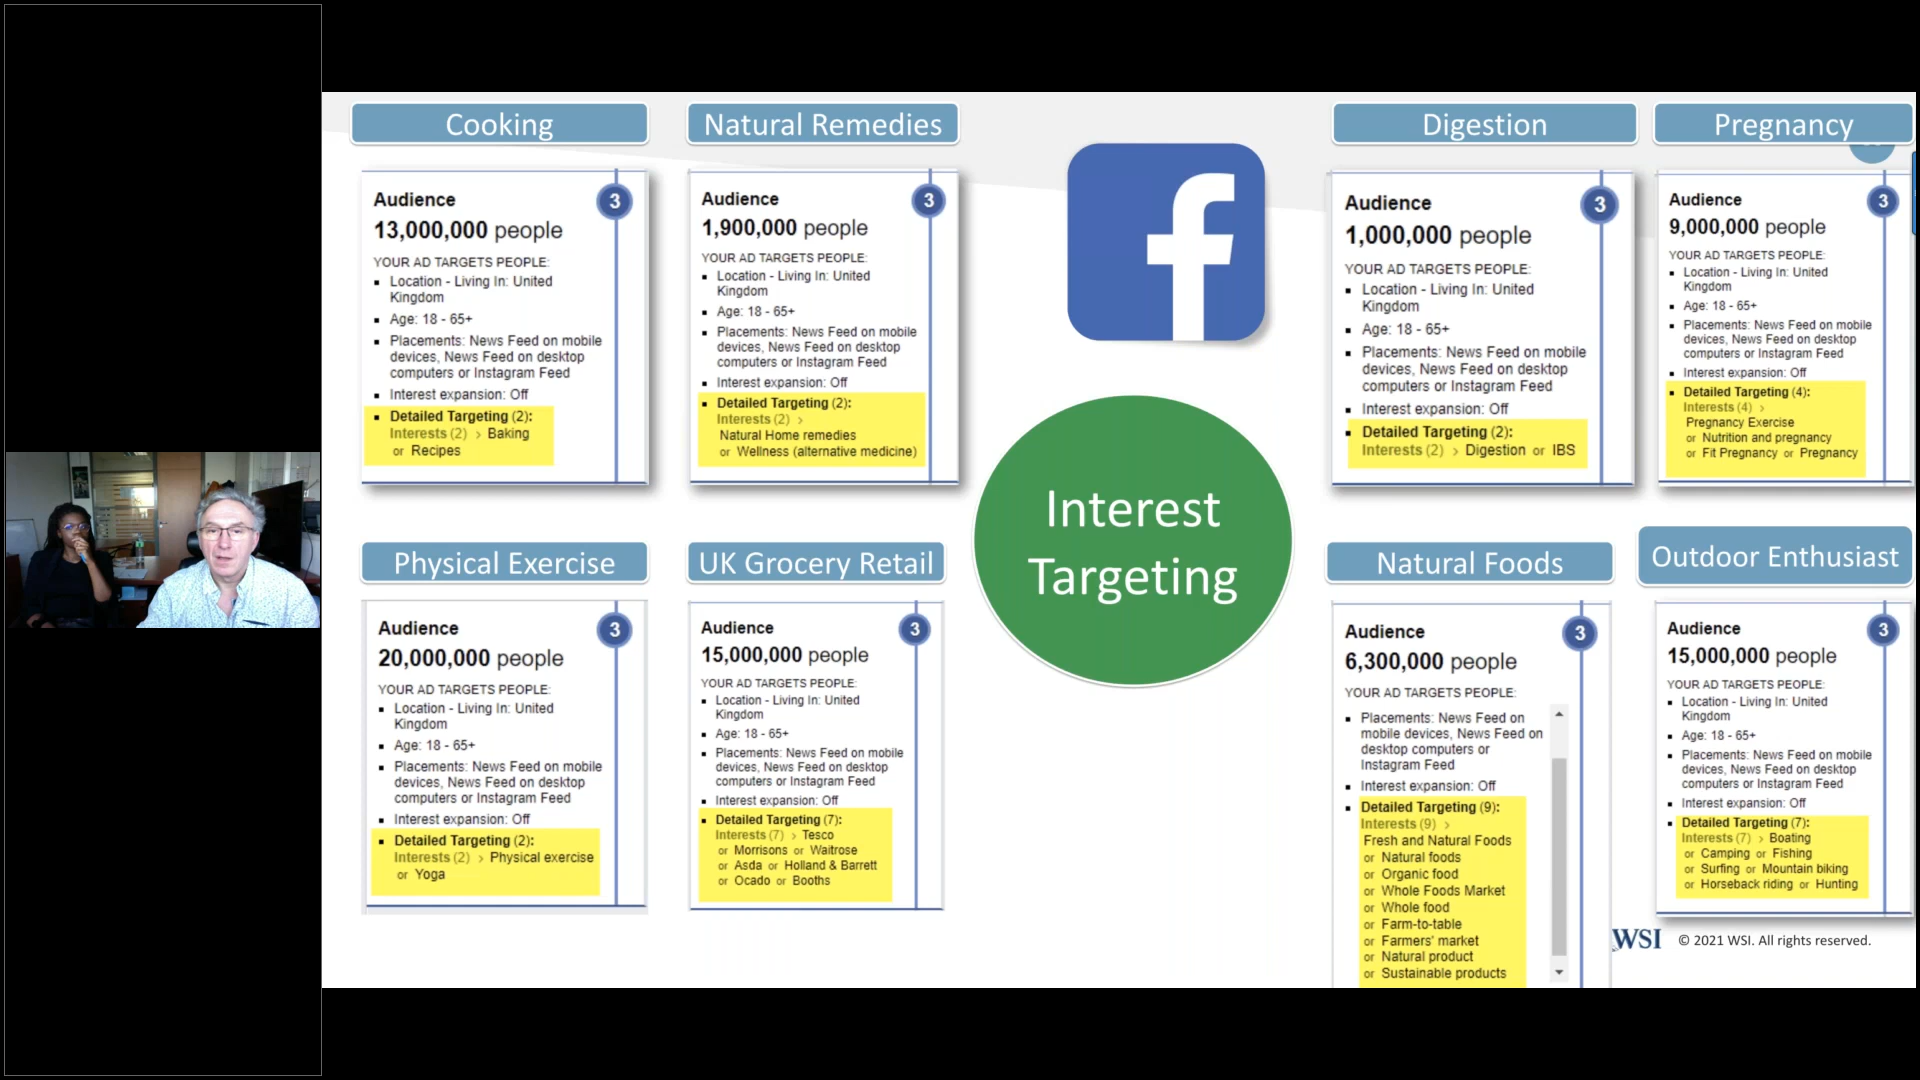 Cooking
Audience
3
13,000,000 people
YOUR AD TARGETS PEOPLE:
Location - Living In: United
Kingdom
Age: 18 - 65+
Placements: News Feed on mobile
devices, News Feed on desktop
computers or Instagram Feed
Interest expansion: Off
Detailed Targeting (2):
Interests (2) > Baking
or Recipes
Natural Remedies
Audience
3
1,900,000 people
YOUR AD TARGETS PEOPLE:
Location - Living In: United
Kingdom
Age: 18 - 65+
Placements: News Feed on mobile
devices, News Feed on desktop
computers or Instagram Feed
Interest expansion: Off
Detailed Targeting (2):
Interests (2) >
Natural Home remedies
or Wellness (alternative medicine)
f
Interest
Targeting
Digestion
Audience
3
1,000,000 people
YOUR AD TARGETS PEOPLE:
Location - Living In: United
Kingdom
Age: 18 - 65+
Placements: News Feed on mobile
devices, News Feed on desktop
computers or Instagram Feed
Interest expansion: Off
Detailed Targeting (2):
Interests (2) > Digestion or IBS
Pregnancy
Audience
3
9,000,000 people
YOUR AD TARGETS PEOPLE:
Location - Living In: United
Kingdom
Age: 18 - 65+
Placements: News Feed on mobile
devices, News Feed on desktop
computers or Instagram Feed
Interest expansion: Off
Detailed Targeting (4):
Interests (4) >
Pregnancy Exercise
or Nutrition and pregnancy
or Fit Pregnancy or Pregnancy
Physical Exercise
Audience
3
20,000,000 people
YOUR AD TARGETS PEOPLE:
Location - Living In: United
Kingdom
Age: 18 - 65+
Placements: News Feed on mobile
devices, News Feed on desktop
computers or Instagram Feed
Interest expansion: Off
Detailed Targeting (2):
Interests (2) > Physical exercise
or Yoga
UK Grocery Retail
Audience
3
15,000,000 people
YOUR AD TARGETS PEOPLE:
Location - Living In: United
Kingdom
Age: 18 - 65+
Placements: News Feed on mobile
devices, News Feed on desktop
computers or Instagram Feed
Interest expansion: Off
Detailed Targeting (7):
Interests (7) > Tesco
or Morrisons or Waitrose
or Asda or Holland & Barrett
or Ocado or Booths
Natural Foods
Audience
3
6,300,000 people
YOUR AD TARGETS PEOPLE:
Placements: News Feed on
mobile devices, News Feed on
desktop computers or
Instagram Feed
Interest expansion: Off
Detailed Targeting (9):
Interests (9) >
Fresh and Natural Foods
or Natural foods
or Organic food
or Whole Foods Market
or Whole food
or Farm-to-table
or Farmers' market
or Natural product
or Sustainable products
Outdoor Enthusiast
Audience
3
15,000,000 people
YOUR AD TARGETS PEOPLE:
Location - Living In: United
Kingdom
Age: 18 - 65+
Placements: News Feed on mobile
devices, News Feed on desktop
computers or Instagram Feed
Interest expansion: Off
Detailed Targeting (7):
Interests (7) > Boating
or Camping or Fishing
or Surfing or Mountain biking
or Horseback riding or Hunting
WSI © 2021 WSI. All rights reserved.